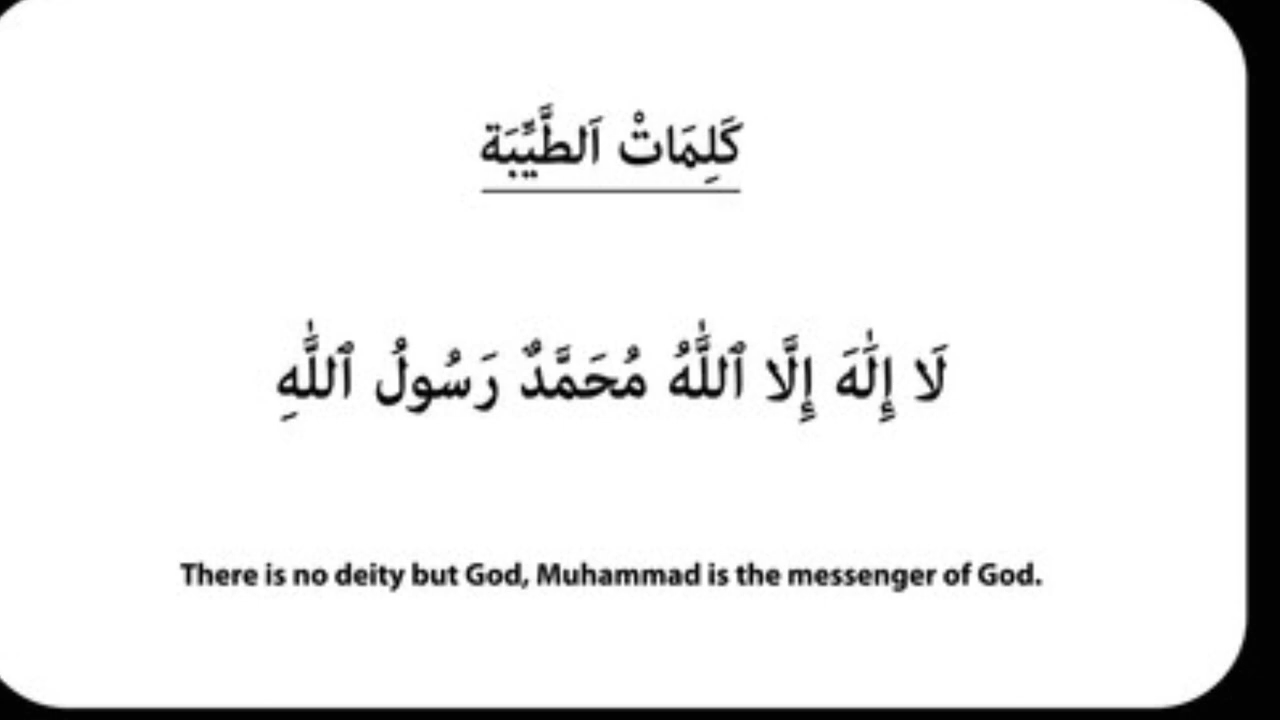 كَلِمَاتْ اَلطَّيِّبَة
لَا إِلَٰهَ إِلَّا ٱللَّٰهُ مُحَمَّدٌ رَسُولُ ٱللَّٰهِ
There is no deity but God, Muhammad is the messenger of God.